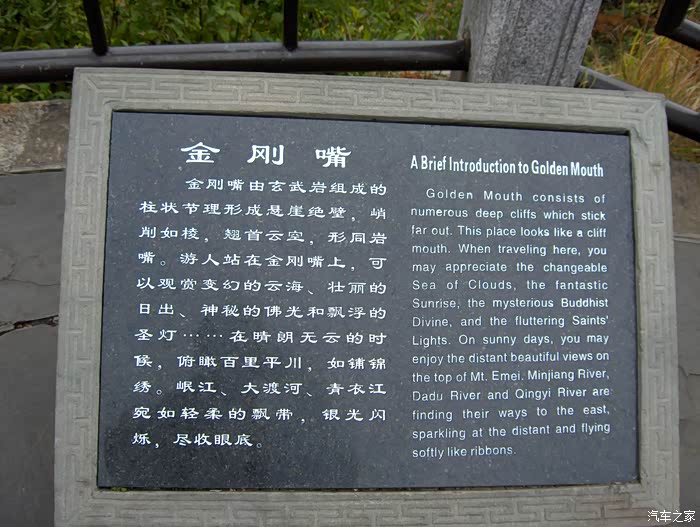 金刚嘴
金刚嘴由玄武岩组成的
柱状节理形成悬崖绝壁，峭
削如棱，翘首云空，形同岩
嘴。游人站在金刚嘴上，可
以观赏变幻的云海、壮丽的
日出、神秘的佛光和飘浮的
圣灯……在晴朗无云的时
候，俯瞰百里平川，如铺锦
绣。岷江、大渡河、青衣江
宛如轻柔的飘带，银光闪
烁，尽收眼底。
A Brief Introduction to Golden Mouth
Golden Mouth consists of
numerous deep cliffs which stick
far out. This place looks like a cliff
mouth. When traveling here, you
may appreciate the changeable
Sea of Clouds, the fantastic
Sunrise, the mysterious Buddhist
Divine, and the fluttering Saints'
Lights. On sunny days, you may
enjoy the distant beautiful views on
the top of Mt. Emei. Minjiang River,
Dadu River and Qingyi River are
finding their ways to the east,
sparkling at the distant and flying
softly like ribbons.
汽车之家